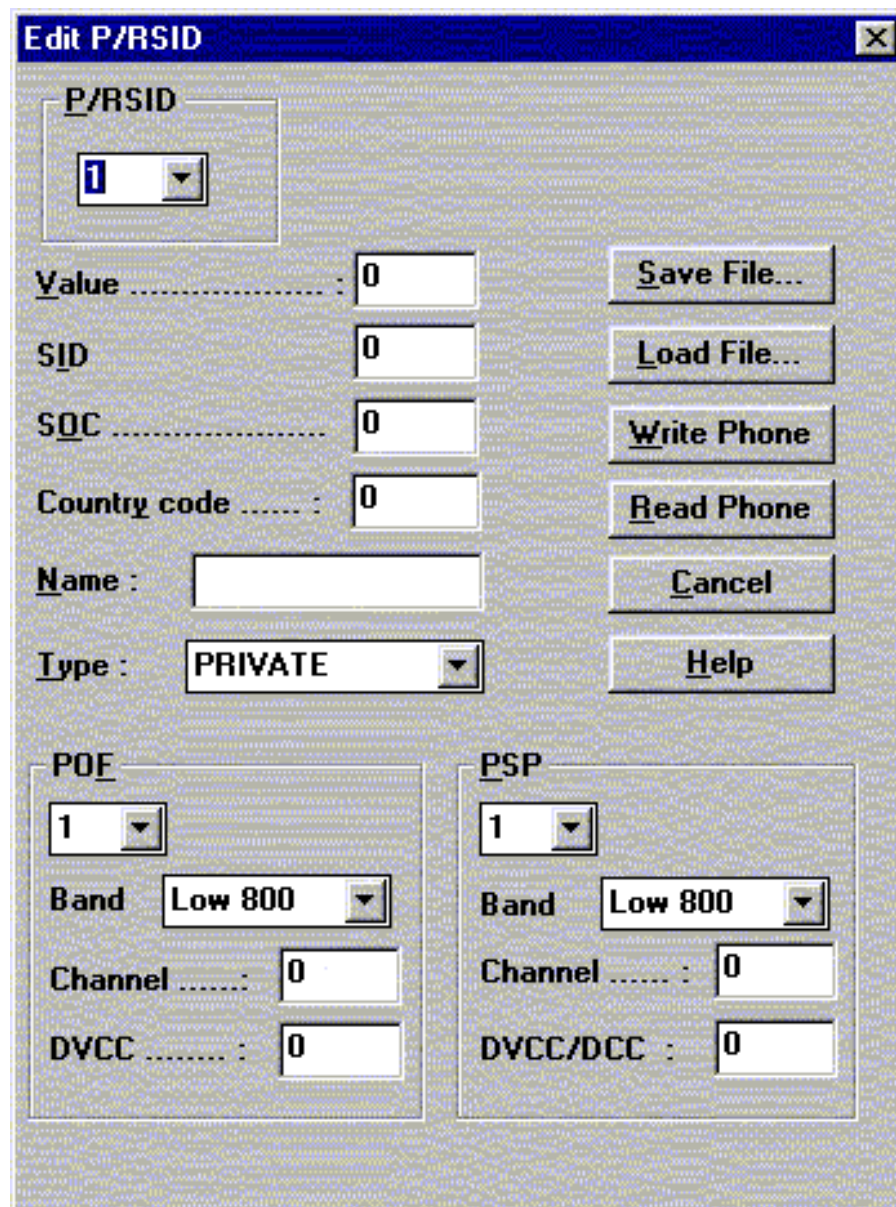 Edit P/RSID
P/RSID
1
Value ................... : 0
Save File...
SID 0
Load File...
SOC ..................... 0
Write Phone
Country code ...... : 0
Read Phone
Name :
Cancel
Type : PRIVATE
Help
POF
1
Band Low 800
Channel ......: 0
DVCC ........ : 0
PSP
1
Band Low 800
Channel ...... : 0
DVCC/DCC : 0